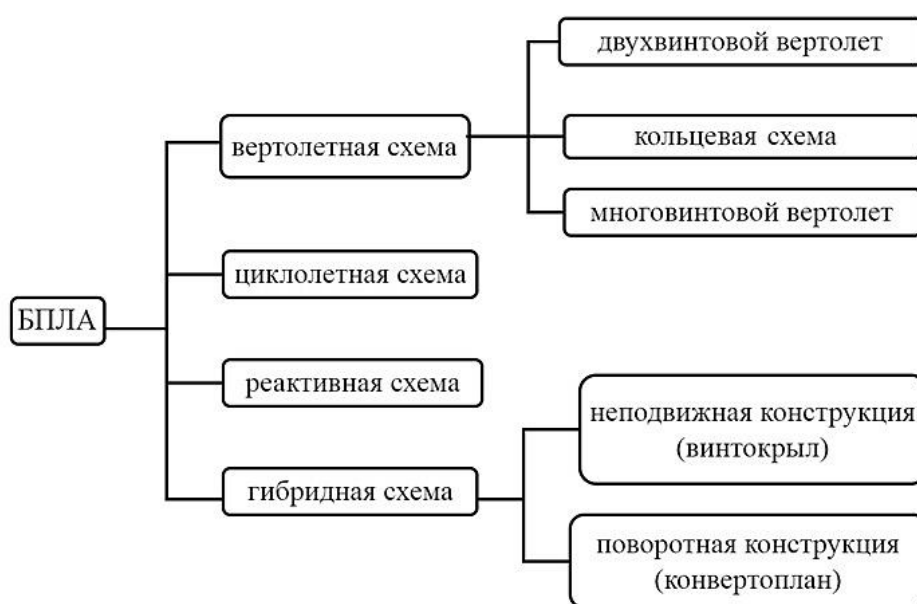 двухвинтовой вертолет
вертолетная схема
кольцевая схема
многовинтовой вертолет
циклолетная схема
БПЛА
реактивная схема
неподвижная конструкция
(винтокрыл)
гибридная схема
поворотная конструкция
(конвертоплан)